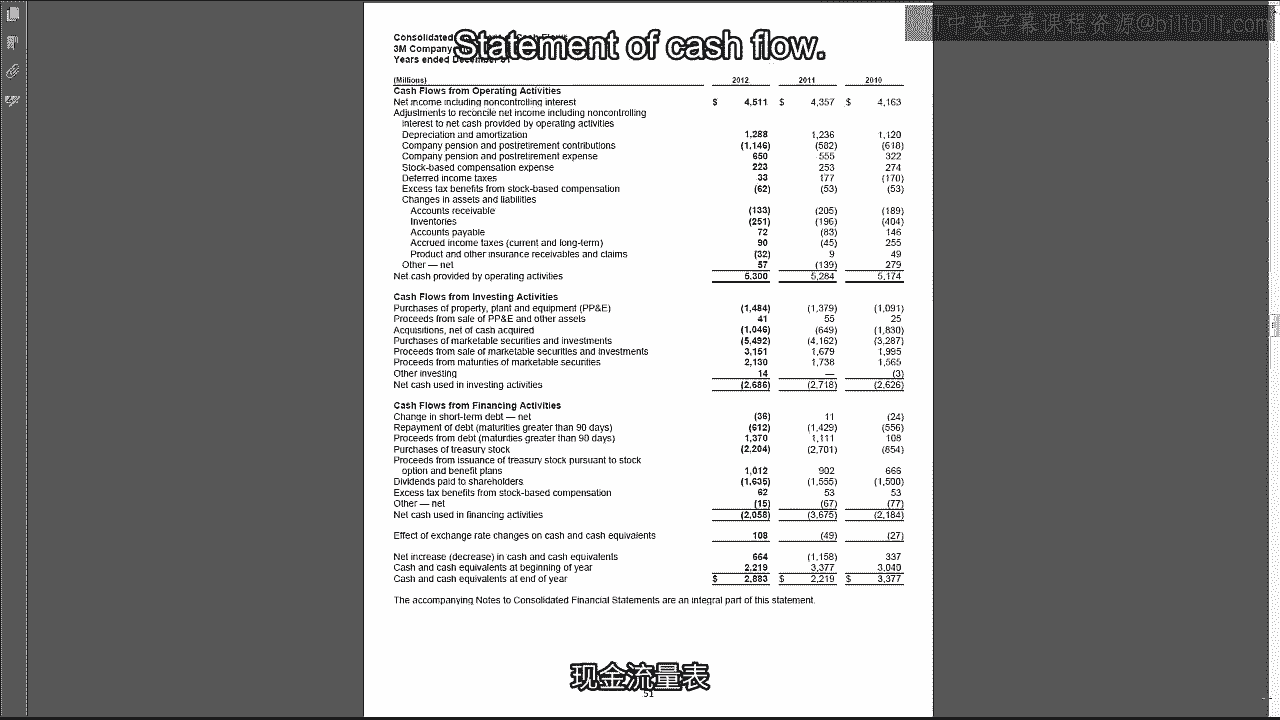 中英字幕课程资源@bilibili.com
Statement of cash flow.
Consolidated
3M Company
Years ended December 31
(Millions) 2012 2011 2010
Cash Flows from Operating Activities
Net income including noncontrolling interest $ 4,511 $ 4,357 $ 4,163
Adjustments to reconcile net income including noncontrolling
interest to net cash provided by operating activities
Depreciation and amortization 1,288 1,236 1,120
Company pension and postretirement contributions (1,146) (582) (618)
Company pension and postretirement expense 650 555 322
Stock-based compensation expense 223 253 274
Deferred income taxes 33 177 (170)
Excess tax benefits from stock-based compensation (62) (53) (53)
Changes in assets and liabilities
Accounts receivable (133) (205) (189)
Inventories (251) (196) (404)
Accounts payable 72 (83) 146
Accrued income taxes (current and long-term) 90 (45) 255
Product and other insurance receivables and claims (32) 9 49
Other — net 57 (139) 279
Net cash provided by operating activities 5,300 5,284 5,174
Cash Flows from Investing Activities
Purchases of property, plant and equipment (PP&E) (1,484) (1,379) (1,091)
Proceeds from sale of PP&E and other assets 41 55 25
Acquisitions, net of cash acquired (1,046) (649) (1,830)
Purchases of marketable securities and investments (5,492) (4,162) (3,287)
Proceeds from sale of marketable securities and investments 3,151 1,679 1,995
Proceeds from maturities of marketable securities 2,130 1,738 1,565
Other investing 14 — (3)
Net cash used in investing activities (2,686) (2,718) (2,626)
Cash Flows from Financing Activities
Change in short-term debt — net (36) 11 (24)
Repayment of debt (maturities greater than 90 days) (612) (1,429) (556)
Proceeds from debt (maturities greater than 90 days) 1,370 1,111 108
Purchases of treasury stock (2,204) (2,701) (854)
Proceeds from issuance of treasury stock pursuant to stock
option and benefit plans 1,012 902 666
Dividends paid to shareholders (1,635) (1,555) (1,500)
Excess tax benefits from stock-based compensation 62 53 53
Other — net (15) (67) (77)
Net cash used in financing activities (2,058) (3,675) (2,184)
Effect of exchange rate changes on cash and cash equivalents 108 (49) (27)
Net increase (decrease) in cash and cash equivalents 664 (1,158) 337
Cash and cash equivalents at beginning of year 2,219 3,377 3,040
Cash and cash equivalents at end of year $ 2,883 $ 2,219 $ 3,377
The accompanying Notes to Consolidated Financial Statements are an integral part of this statement.
现金流量表
51